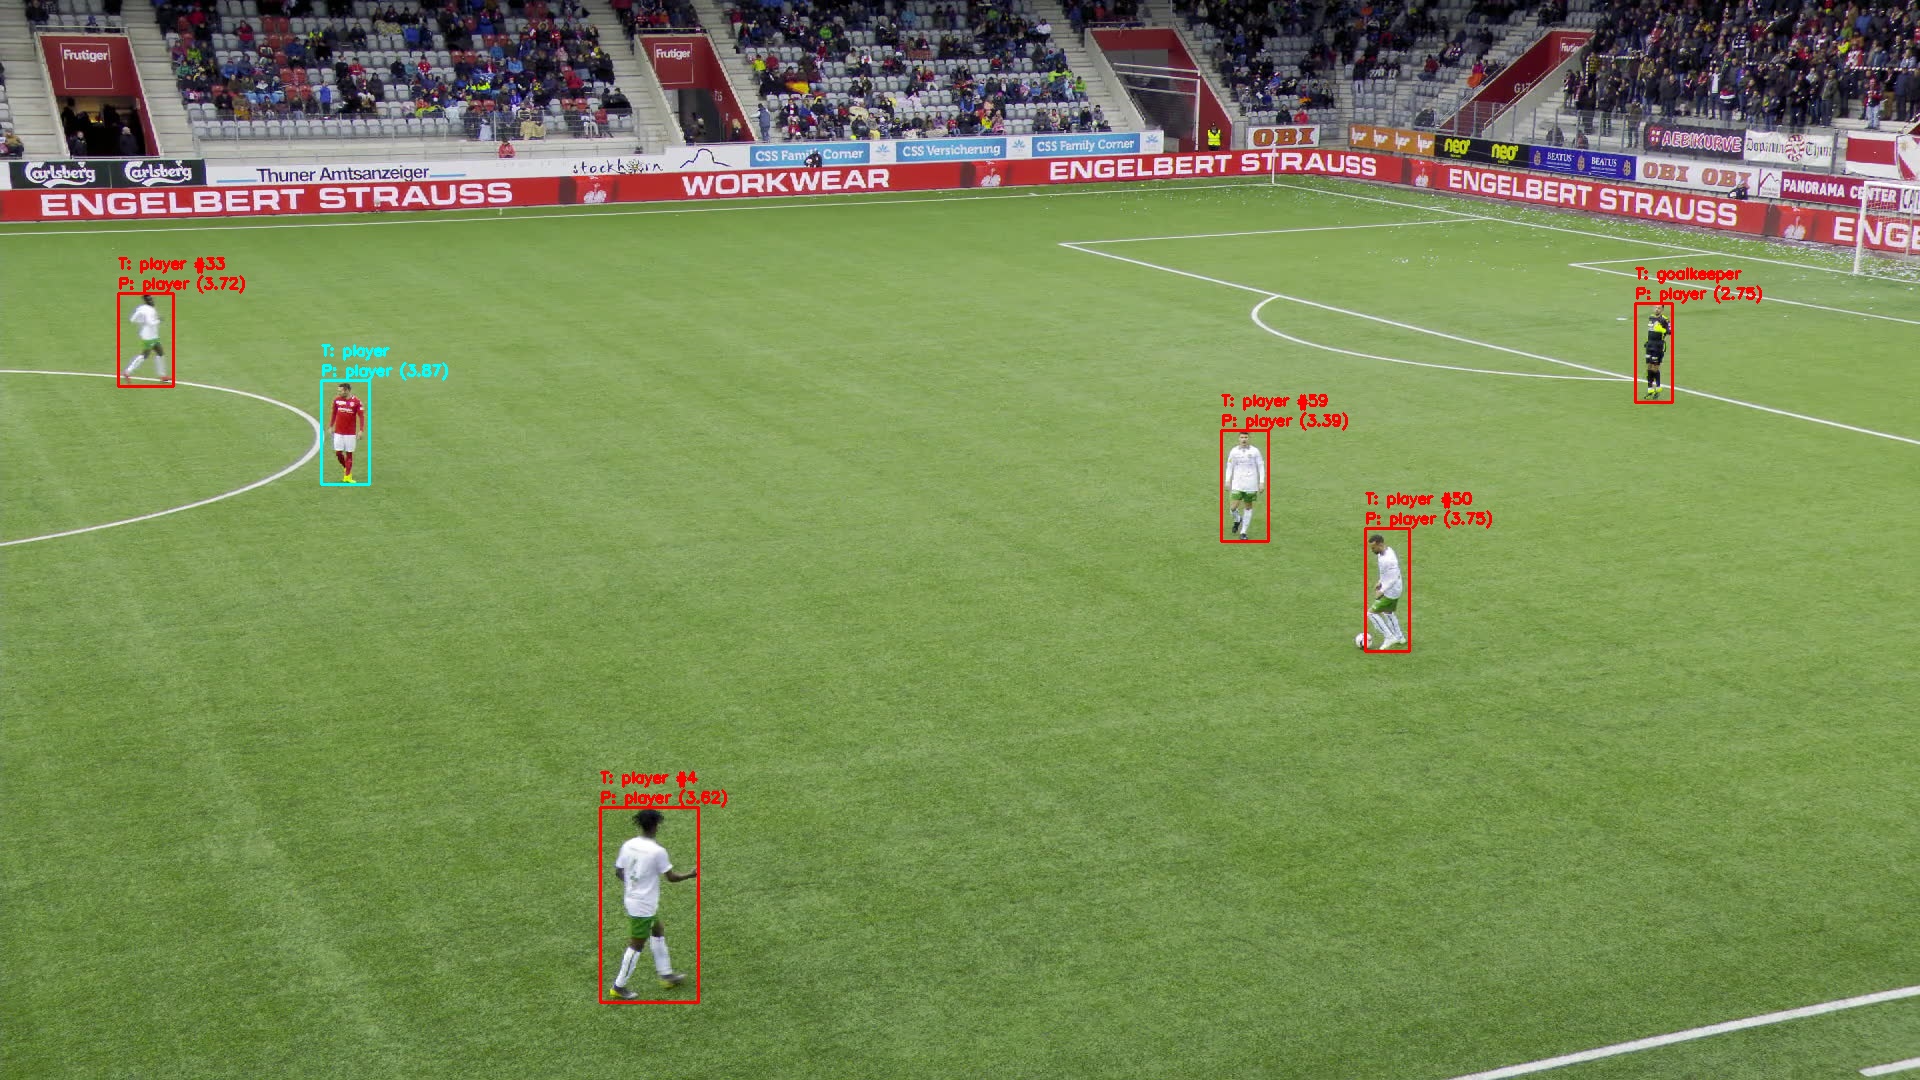 Frutiger
Frutiger
Carlsberg
Carlsberg
Thuner Amtsanzeiger
stockhorn
CSS Family Corner
CSS Versicherung
CSS Family Corner
OBI
neo
neo
BEATUS
BEATUS
AEBIKURVE
OBI OBI
PANORAMA CENTER
ENGELBERT STRAUSS
WORKWEAR
ENGELBERT STRAUSS
ENGELBERT STRAUSS
ENGE
T: player #33
P: player (3.72)
T: goalkeeper
P: player (2.75)
T: player
P: player (3.87)
T: player #59
P: player (3.39)
T: player #50
P: player (3.75)
T: player #4
P: player (3.62)